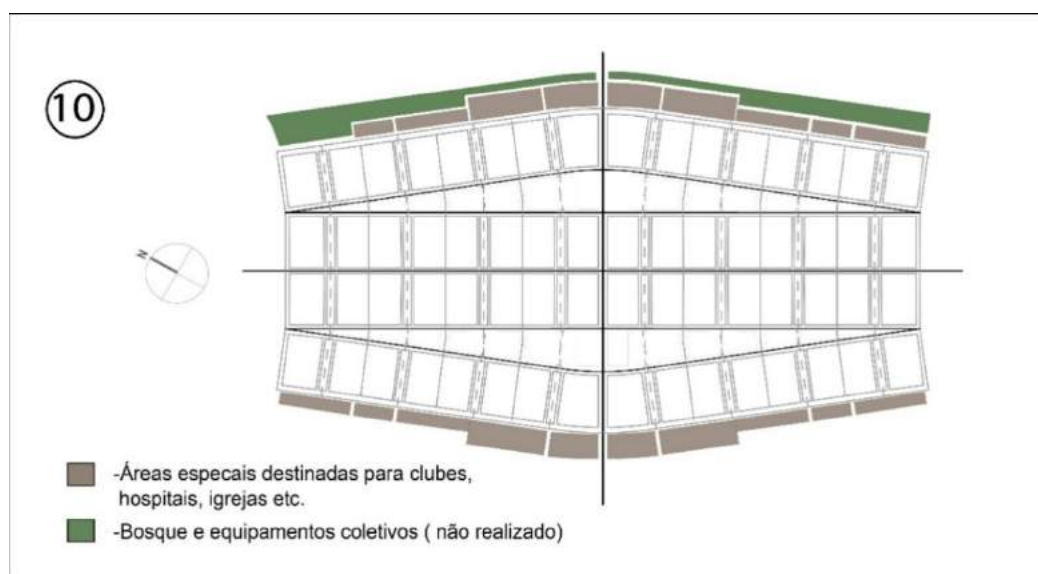 10
N
-Áreas especais destinadas para clubes,
hospitais, igrejas etc.
-Bosque e equipamentos coletivos ( não realizado)